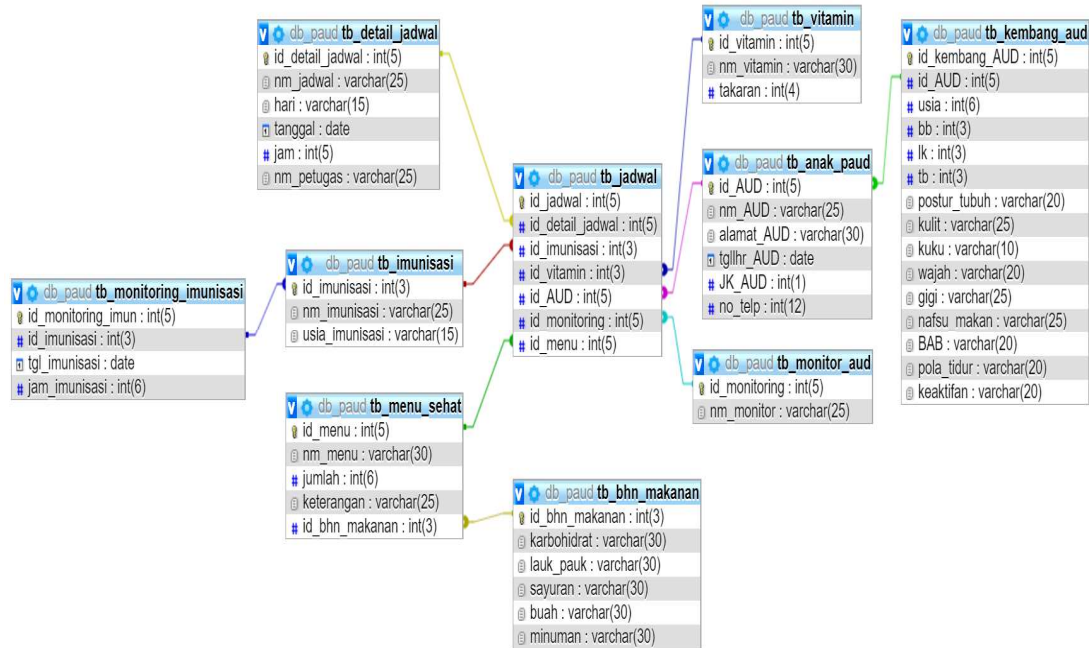 db_paud tb_detail_jadwal
id_detail_jadwal : int(5)
nm_jadwal : varchar(25)
hari : varchar(15)
tanggal : date
jam : int(5)
nm_petugas : varchar(25)
db_paud tb_vitamin
id_vitamin : int(5)
nm_vitamin : varchar(30)
takaran : int(4)
db_paud tb_kembang_aud
id_kembang_AUD : int(5)
id_AUD : int(5)
usia : int(6)
bb : int(3)
lk : int(3)
tb : int(3)
postur_tubuh : varchar(20)
kulit : varchar(25)
kuku : varchar(10)
wajah : varchar(20)
gigi : varchar(25)
nafsu_makan : varchar(25)
BAB : varchar(20)
pola_tidur : varchar(20)
keaktifan : varchar(20)
db_paud tb_jadwal
id_jadwal : int(5)
id_detail_jadwal : int(5)
id_imunisasi : int(3)
id_vitamin : int(3)
id_AUD : int(5)
id_monitoring : int(5)
id_menu : int(5)
db_paud tb_anak_paud
id_AUD : int(5)
nm_AUD : varchar(25)
alamat_AUD : varchar(30)
tgllhr_AUD : date
JK_AUD : int(1)
no_telp : int(12)
db_paud tb_imunisasi
id_imunisasi : int(3)
nm_imunisasi : varchar(25)
usia_imunisasi : varchar(15)
db_paud tb_monitoring_imunisasi
id_monitoring_imun : int(5)
id_imunisasi : int(3)
tgl_imunisasi : date
jam_imunisasi : int(6)
db_paud tb_monitor_aud
id_monitoring : int(5)
nm_monitor : varchar(25)
db_paud tb_menu_sehat
id_menu : int(5)
nm_menu : varchar(30)
jumlah : int(6)
keterangan : varchar(25)
id_bhn_makanan : int(3)
db_paud tb_bhn_makanan
id_bhn_makanan : int(3)
karbohidrat : varchar(30)
lauk_pauk : varchar(30)
sayuran : varchar(30)
buah : varchar(30)
minuman : varchar(30)